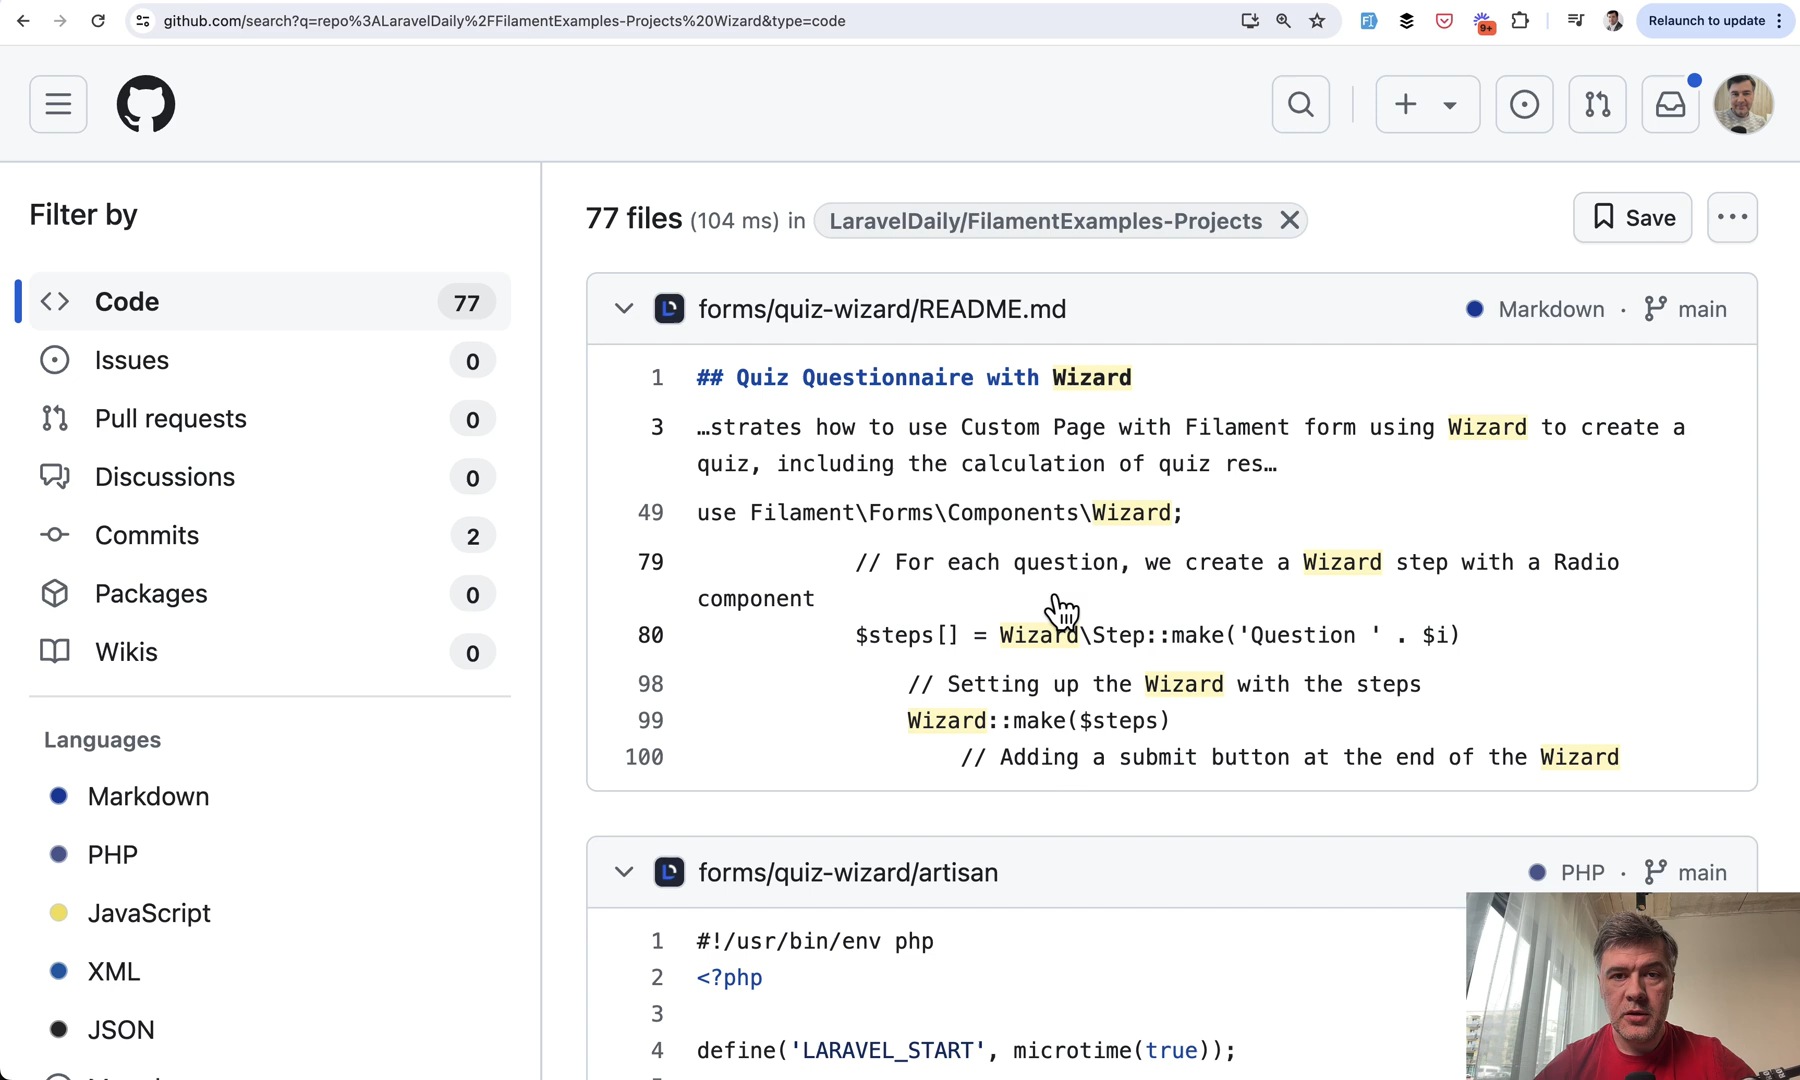 github.com/search?q=repo%3ALaravelDaily%2FFilamentExamples-Projects%20Wizard&type=code
9+
Relaunch to update
Filter by
Code 77
Issues 0
Pull requests 0
Discussions 0
Commits 2
Packages 0
Wikis 0
Languages
Markdown
PHP
JavaScript
XML
JSON
77 files (104 ms) in LaravelDaily/FilamentExamples-Projects
Save
forms/quiz-wizard/README.md
Markdown · main
1 ## Quiz Questionnaire with Wizard
3 …strates how to use Custom Page with Filament form using Wizard to create a
quiz, including the calculation of quiz res…
49 use Filament\Forms\Components\Wizard;
79 // For each question, we create a Wizard step with a Radio
component
80 $steps[] = Wizard\Step::make('Question ' . $i)
98 // Setting up the Wizard with the steps
99 Wizard::make($steps)
100 // Adding a submit button at the end of the Wizard
forms/quiz-wizard/artisan
PHP · main
1 #!/usr/bin/env php
2 <?php
3
4 define('LARAVEL_START', microtime(true));